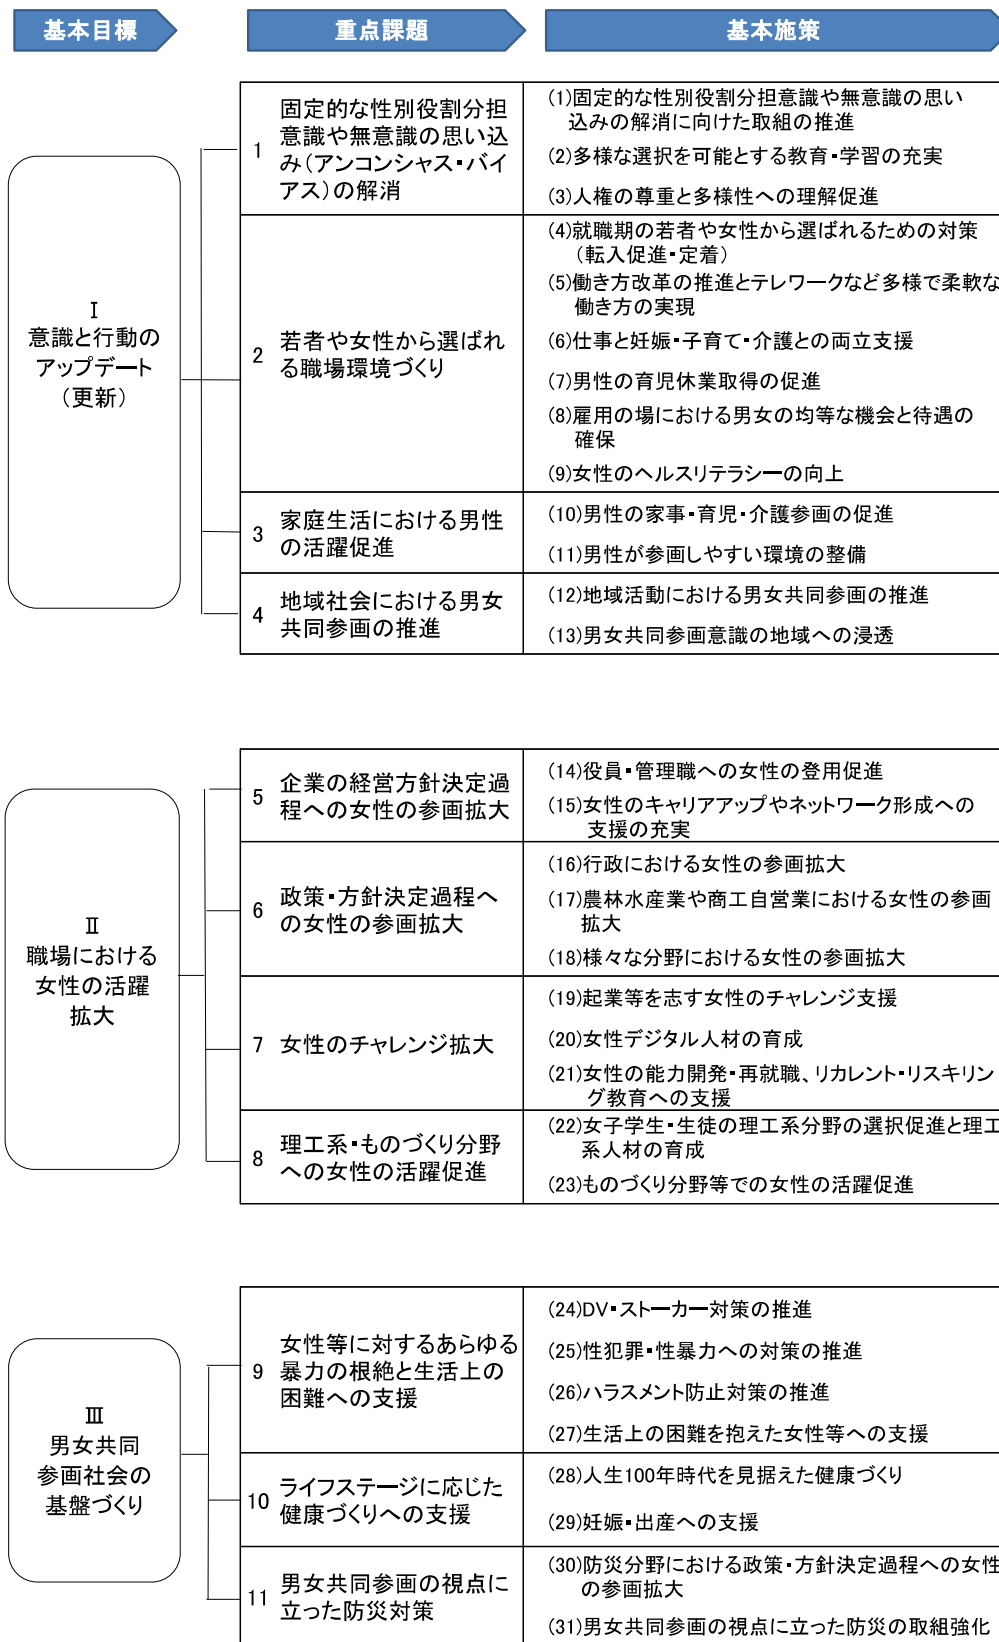 基本目標
重点課題
基本施策
Ⅰ
意識と行動の
アップデート
（更新）
1
固定的な性別役割分担
意識や無意識の思い込
み（アンコンシャス・バイ
アス）の解消
(1)固定的な性別役割分担意識や無意識の思い
込みの解消に向けた取組の推進
(2)多様な選択を可能とする教育・学習の充実
(3)人権の尊重と多様性への理解促進
2
若者や女性から選ばれ
る職場環境づくり
(4)就職期の若者や女性から選ばれるための対策
（転入促進・定着）
(5)働き方改革の推進とテレワークなど多様で柔軟な
働き方の実現
(6)仕事と妊娠・子育て・介護との両立支援
(7)男性の育児休業取得の促進
(8)雇用の場における男女の均等な機会と待遇の
確保
(9)女性のヘルスリテラシーの向上
3
家庭生活における男性
の活躍促進
(10)男性の家事・育児・介護参画の促進
(11)男性が参画しやすい環境の整備
4
地域社会における男女
共同参画の推進
(12)地域活動における男女共同参画の推進
(13)男女共同参画意識の地域への浸透
Ⅱ
職場における
女性の活躍
拡大
5
企業の経営方針決定過
程への女性の参画拡大
(14)役員・管理職への女性の登用促進
(15)女性のキャリアアップやネットワーク形成への
支援の充実
6
政策・方針決定過程へ
の女性の参画拡大
(16)行政における女性の参画拡大
(17)農林水産業や商工自営業における女性の参画
拡大
(18)様々な分野における女性の参画拡大
7
女性のチャレンジ拡大
(19)起業等を志す女性のチャレンジ支援
(20)女性デジタル人材の育成
(21)女性の能力開発・再就職、リカレント・リスキリン
グ教育への支援
8
理工系・ものづくり分野
への女性の活躍促進
(22)女子学生・生徒の理工系分野の選択促進と理工
系人材の育成
(23)ものづくり分野等での女性の活躍促進
Ⅲ
男女共同
参画社会の
基盤づくり
9
女性等に対するあらゆる
暴力の根絶と生活上の
困難への支援
(24)DV・ストーカー対策の推進
(25)性犯罪・性暴力への対策の推進
(26)ハラスメント防止対策の推進
(27)生活上の困難を抱えた女性等への支援
10
ライフステージに応じた
健康づくりへの支援
(28)人生100年時代を見据えた健康づくり
(29)妊娠・出産への支援
11
男女共同参画の視点に
立った防災対策
(30)防災分野における政策・方針決定過程への女性
の参画拡大
(31)男女共同参画の視点に立った防災の取組強化